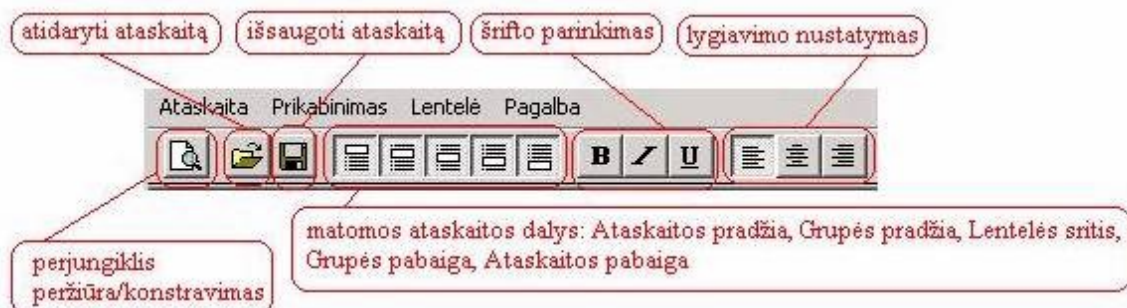 atidaryti ataskaitą
išsaugoti ataskaitą
šrifto parinkimas
lygiavimo nustatymas
Ataskaita Prikabinimas Lentelė Pagalba
B I U
matomos ataskaitos dalys: Ataskaitos pradžia, Grupės pradžia, Lentelės sritis,
Grupės pabaiga, Ataskaitos pabaiga
perjungiklis
peržiūra/konstravimas